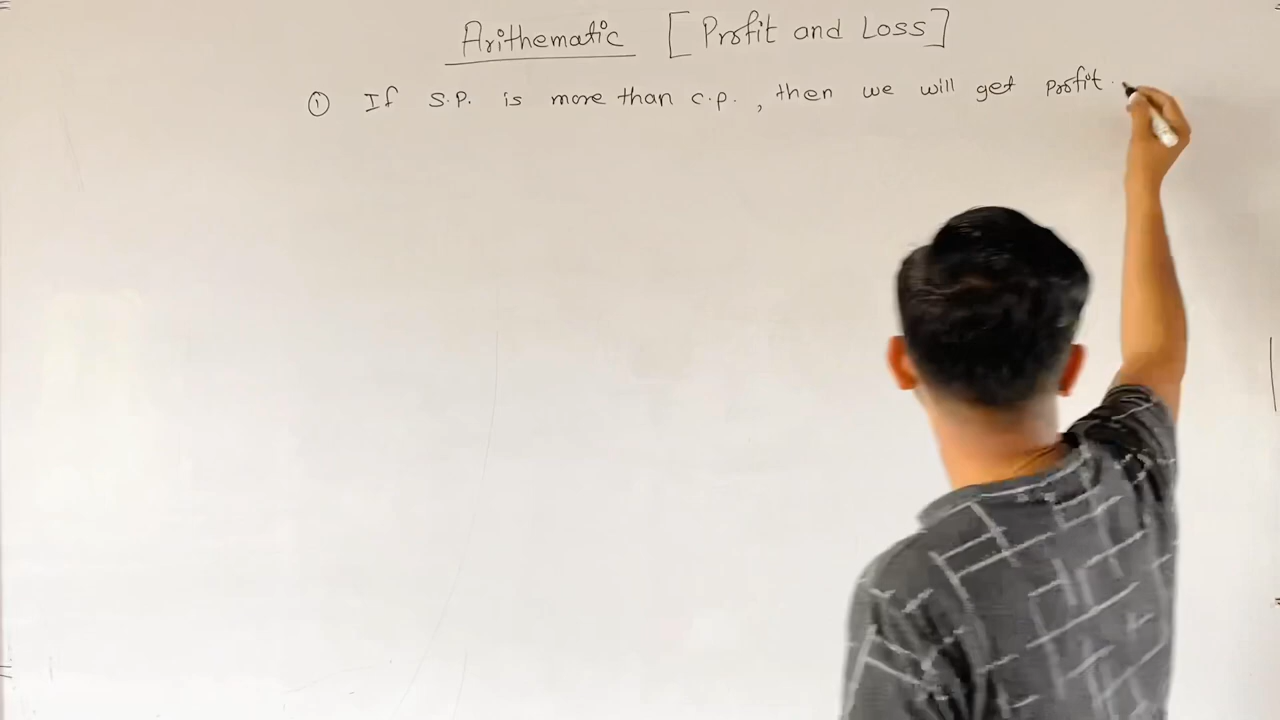 Arithematic [Profit and Loss]
① If S.P. is more than C.P., then we will get Profit.